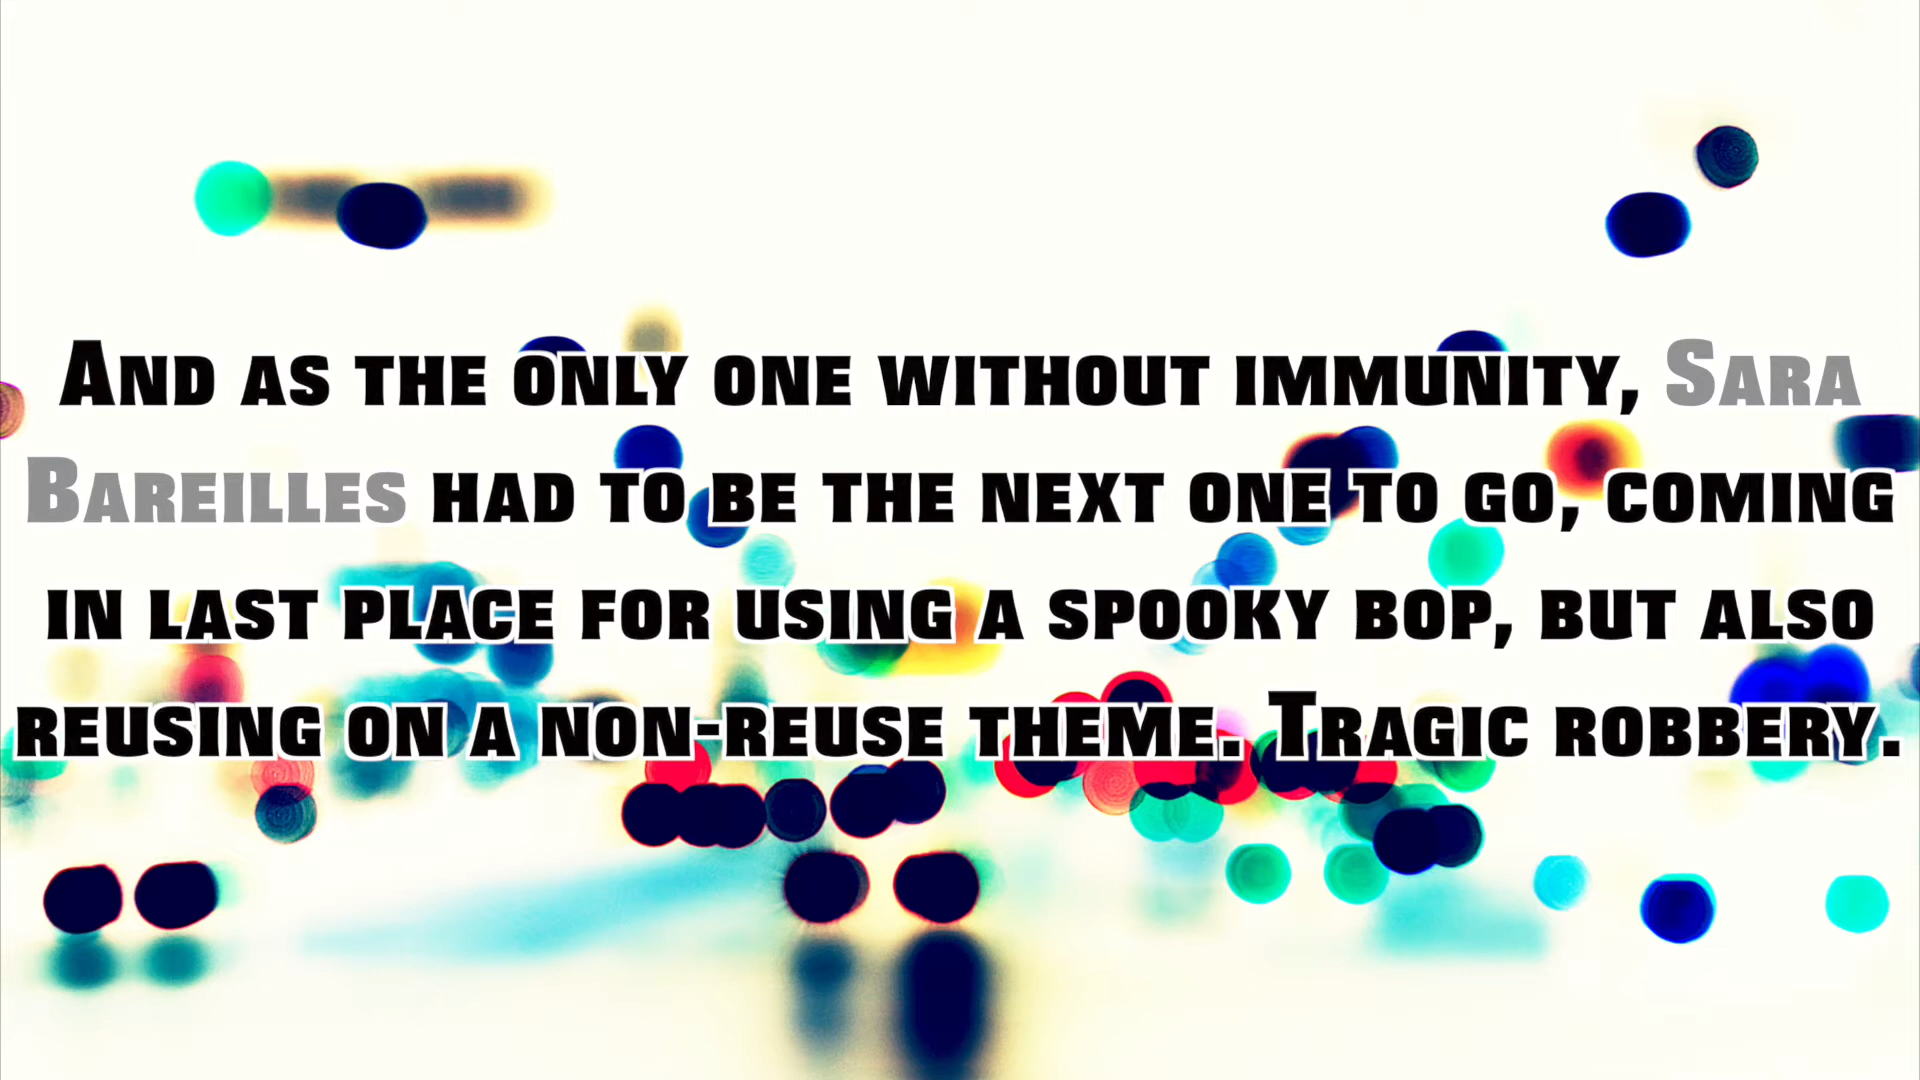 And as the only one without immunity, Sara
Bareilles had to be the next one to go, coming
in last place for using a spooky bop, but also
reusing on a non-reuse theme. Tragic robbery.